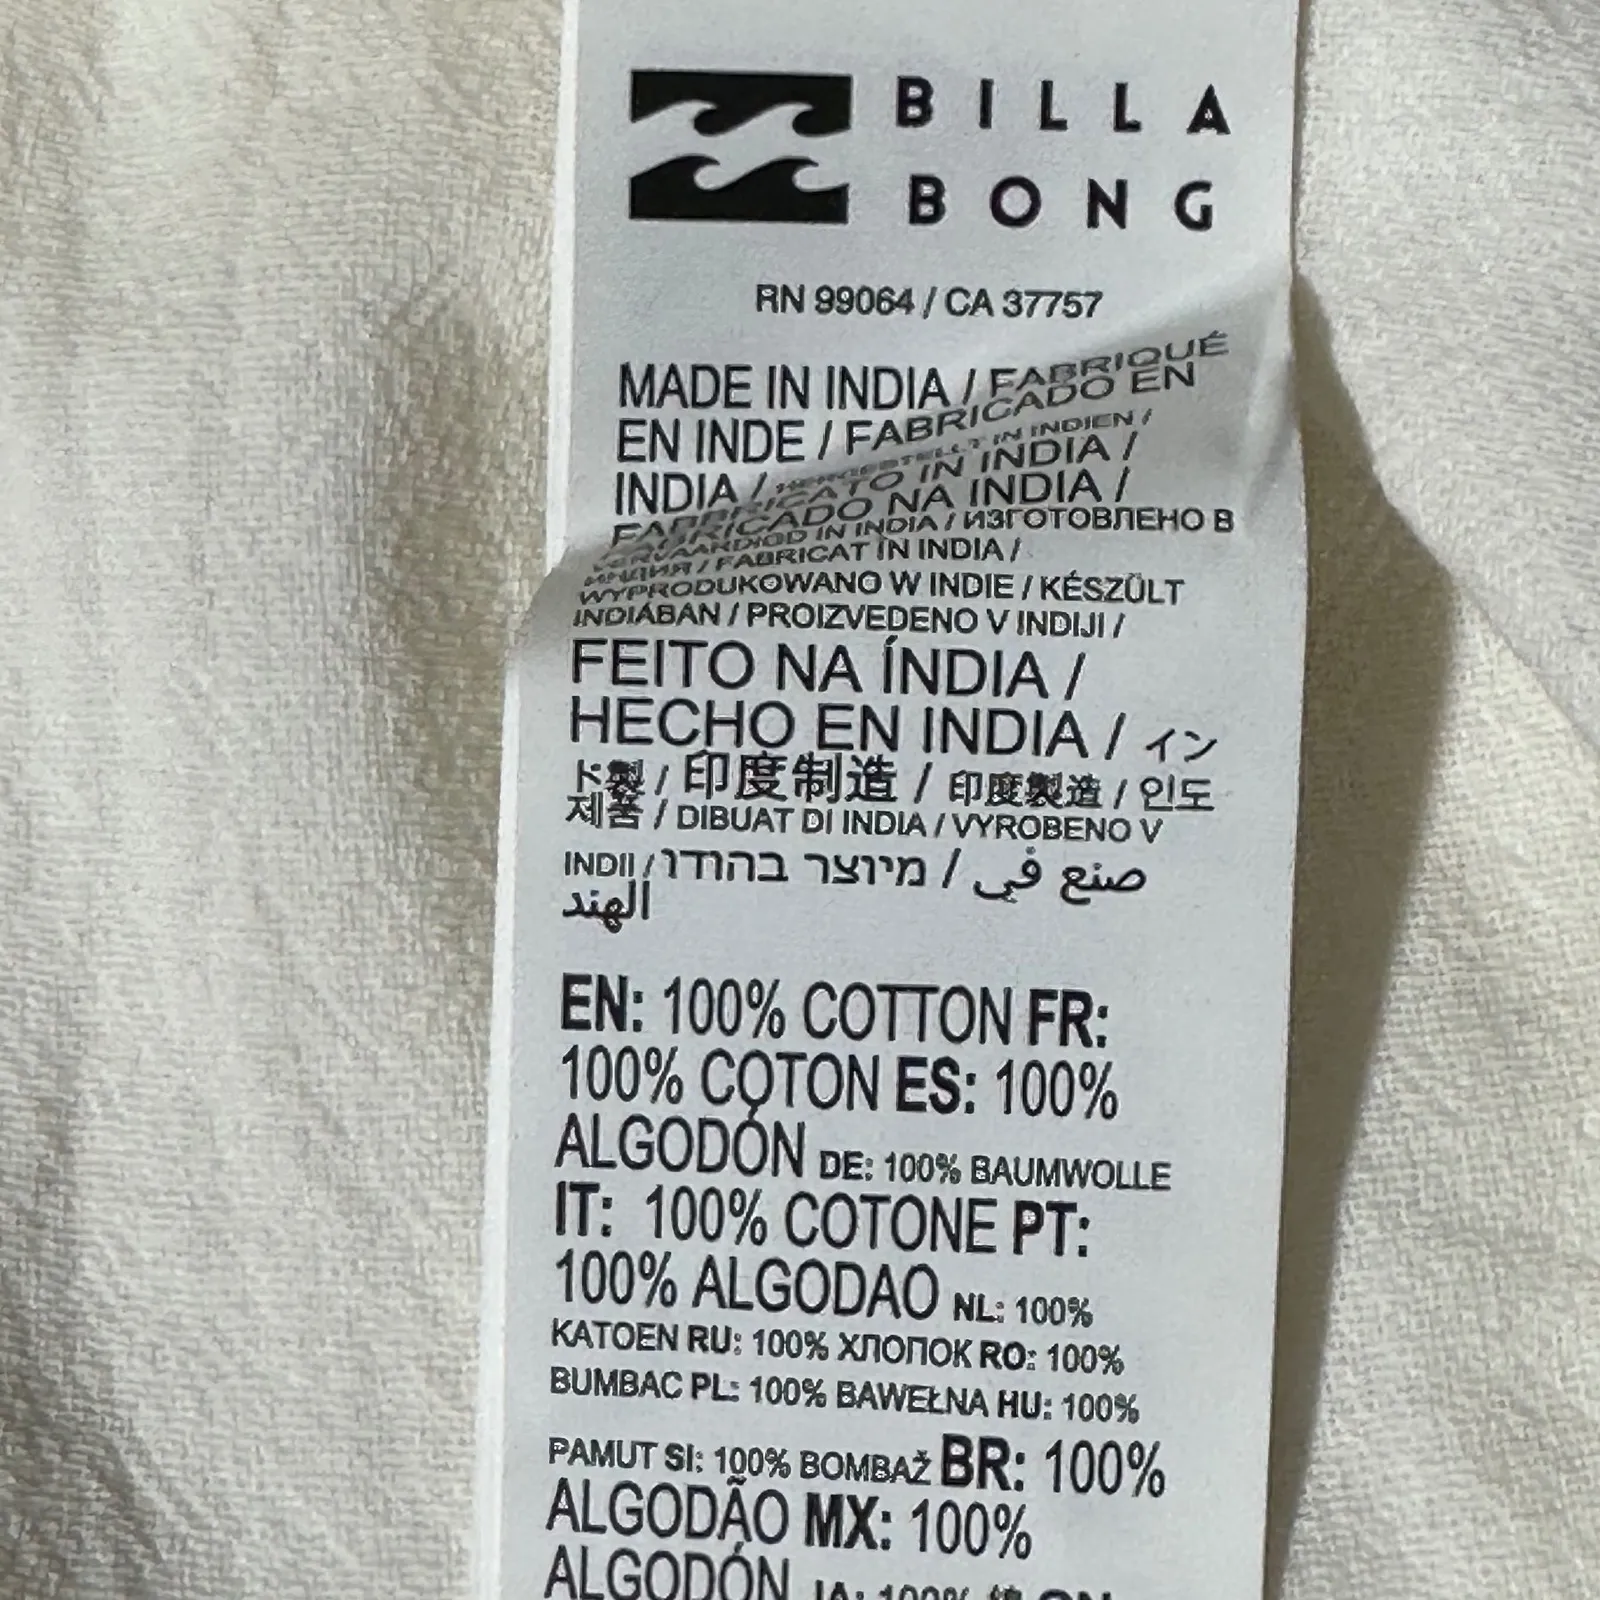 BILLA
BONG
RN 99064 / CA 37757
MADE IN INDIA / FABRIQUÉ
EN INDE / FABRICADO EN
INDIA / HERGESTELLT IN INDIEN /
FABBRICATO IN INDIA /
FABRICADO NA INDIA /
VERVAARDIGD IN INDIA / ИЗГОТОВЛЕНО В
ИНДИЯ / FABRICAT ÎN INDIA /
WYPRODUKOWANO W INDIE / KÉSZÜLT
INDIÁBAN / PROIZVEDENO V INDIJI /
FEITO NA ÍNDIA /
HECHO EN INDIA / イン
ド製 / 印度制造 / 印度製造 / 인도
제품 / DIBUAT DI INDIA / VYROBENO V
INDII / מיוצר בהודו / صنع في
الهند
EN: 100% COTTON FR:
100% COTON ES: 100%
ALGODÓN DE: 100% BAUMWOLLE
IT: 100% COTONE PT:
100% ALGODAO NL: 100%
KATOEN RU: 100% ХЛОПОК RO: 100%
BUMBAC PL: 100% BAWEŁNA HU: 100%
PAMUT SI: 100% BOMBAŽ BR: 100%
ALGODÃO MX: 100%
ALGODÓN JA: 100% 綿 CN